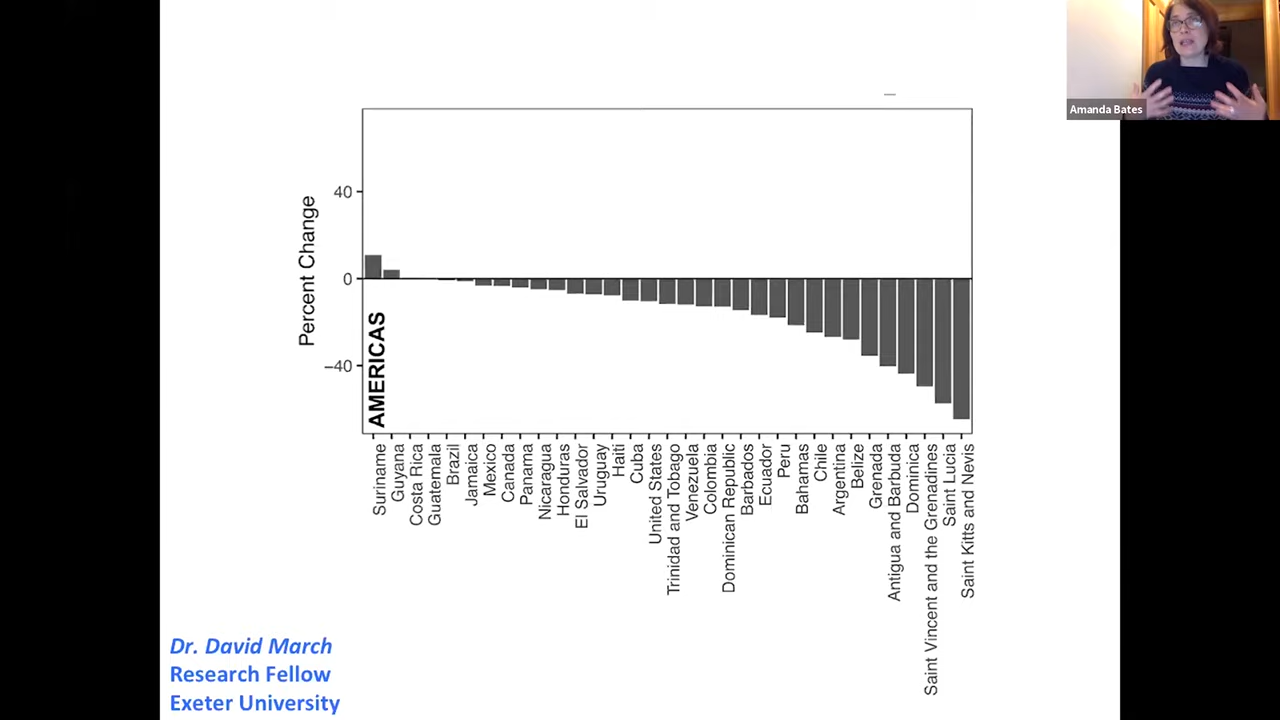 Amanda Bates
Percent Change
40
0
−40
AMERICAS
Suriname
Guyana
Costa Rica
Guatemala
Brazil
Jamaica
Mexico
Canada
Panama
Nicaragua
Honduras
El Salvador
Uruguay
Haiti
Cuba
United States
Trinidad and Tobago
Venezuela
Colombia
Dominican Republic
Barbados
Ecuador
Peru
Bahamas
Chile
Argentina
Belize
Grenada
Antigua and Barbuda
Dominica
Saint Vincent and the Grenadines
Saint Lucia
Saint Kitts and Nevis
Dr. David March
Research Fellow
Exeter University